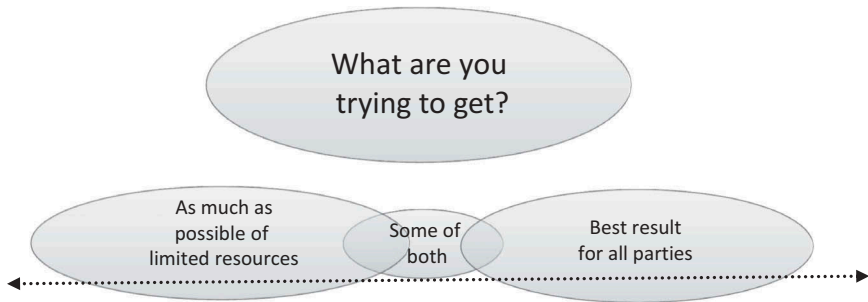 What are you
trying to get?
As much as
possible of
limited resources
Some of
both
Best result
for all parties